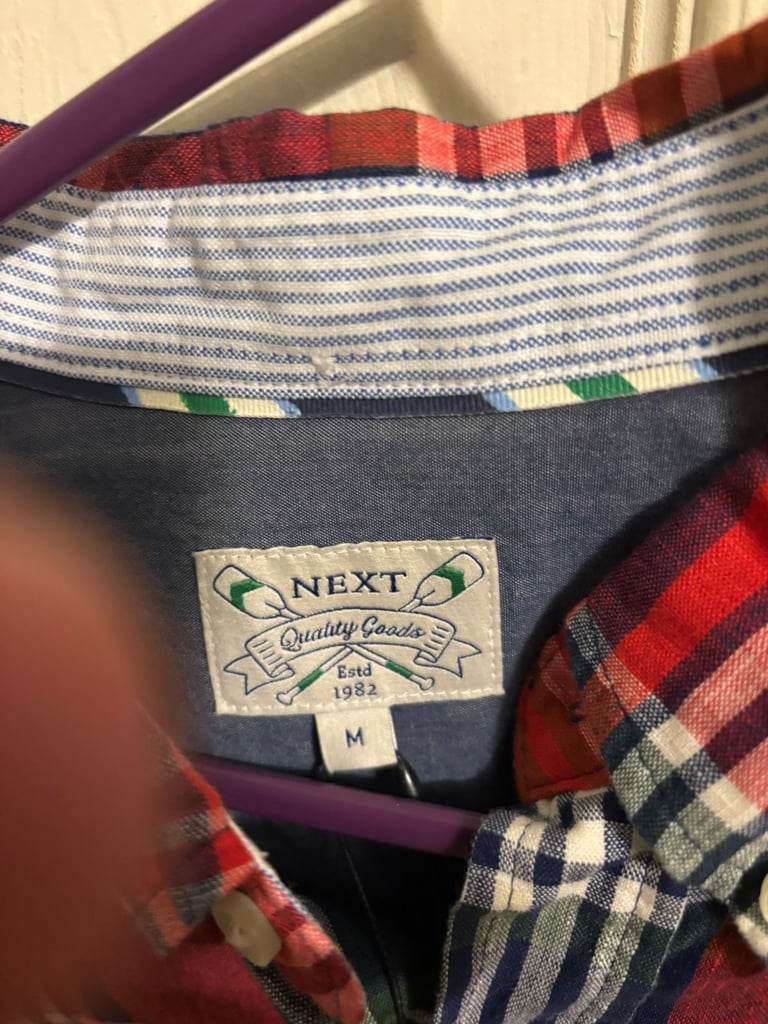 NEXT
Quality Goods
Estd
1982
M